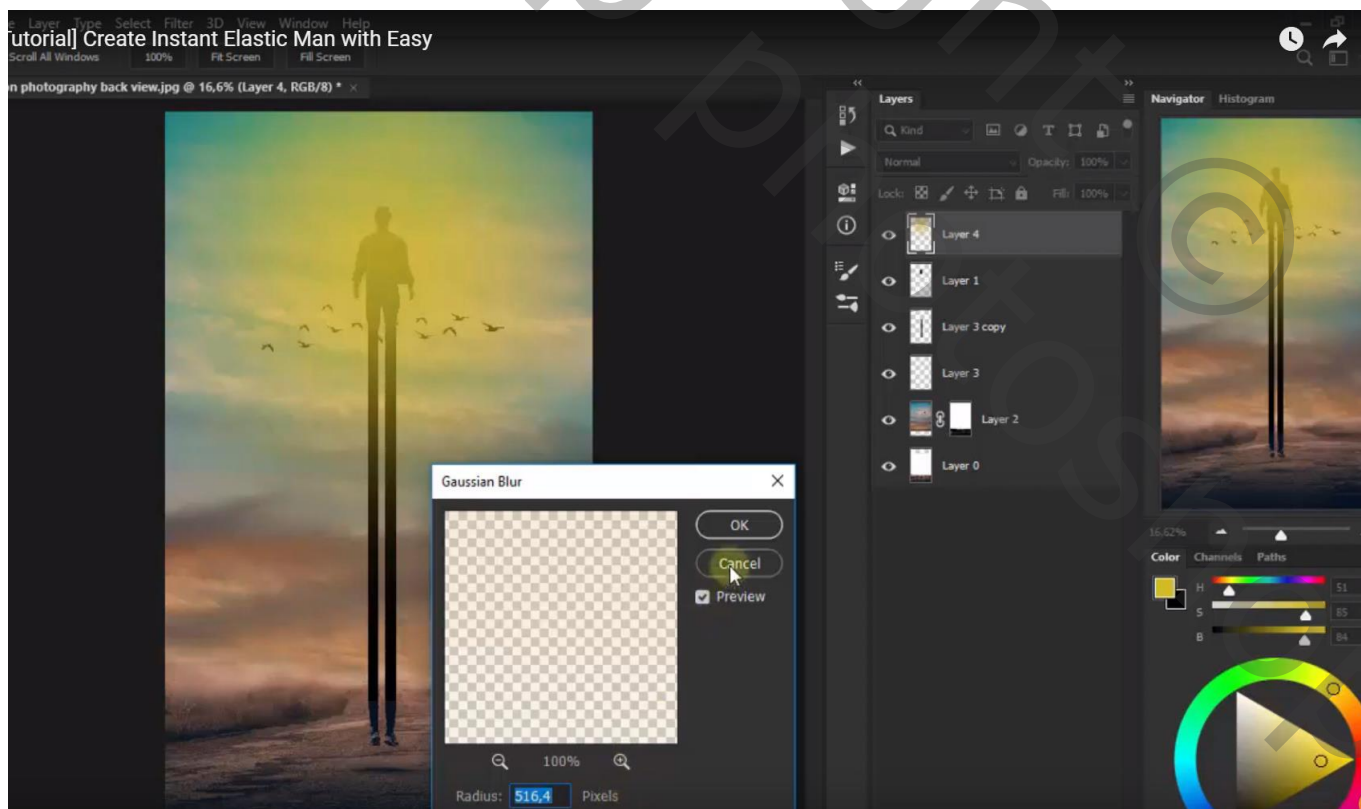 e Layer Type Select Filter 3D View Window Help
utorial] Create Instant Elastic Man with Easy
Scroll All Windows 100% Fit Screen Fill Screen
n photography back view.jpg @ 16,6% (Layer 4, RGB/8) * ×
Layers
Navigator Histogram
Kind
Normal Opacity: 100%
Lock: Fill: 100%
Layer 4
Layer 1
Layer 3 copy
Layer 3
Layer 2
Layer 0
Gaussian Blur
OK
Cancel
Preview
100%
Radius: 516,4 Pixels
16,62%
Color Channels Paths
H 51
S 85
B 84
©